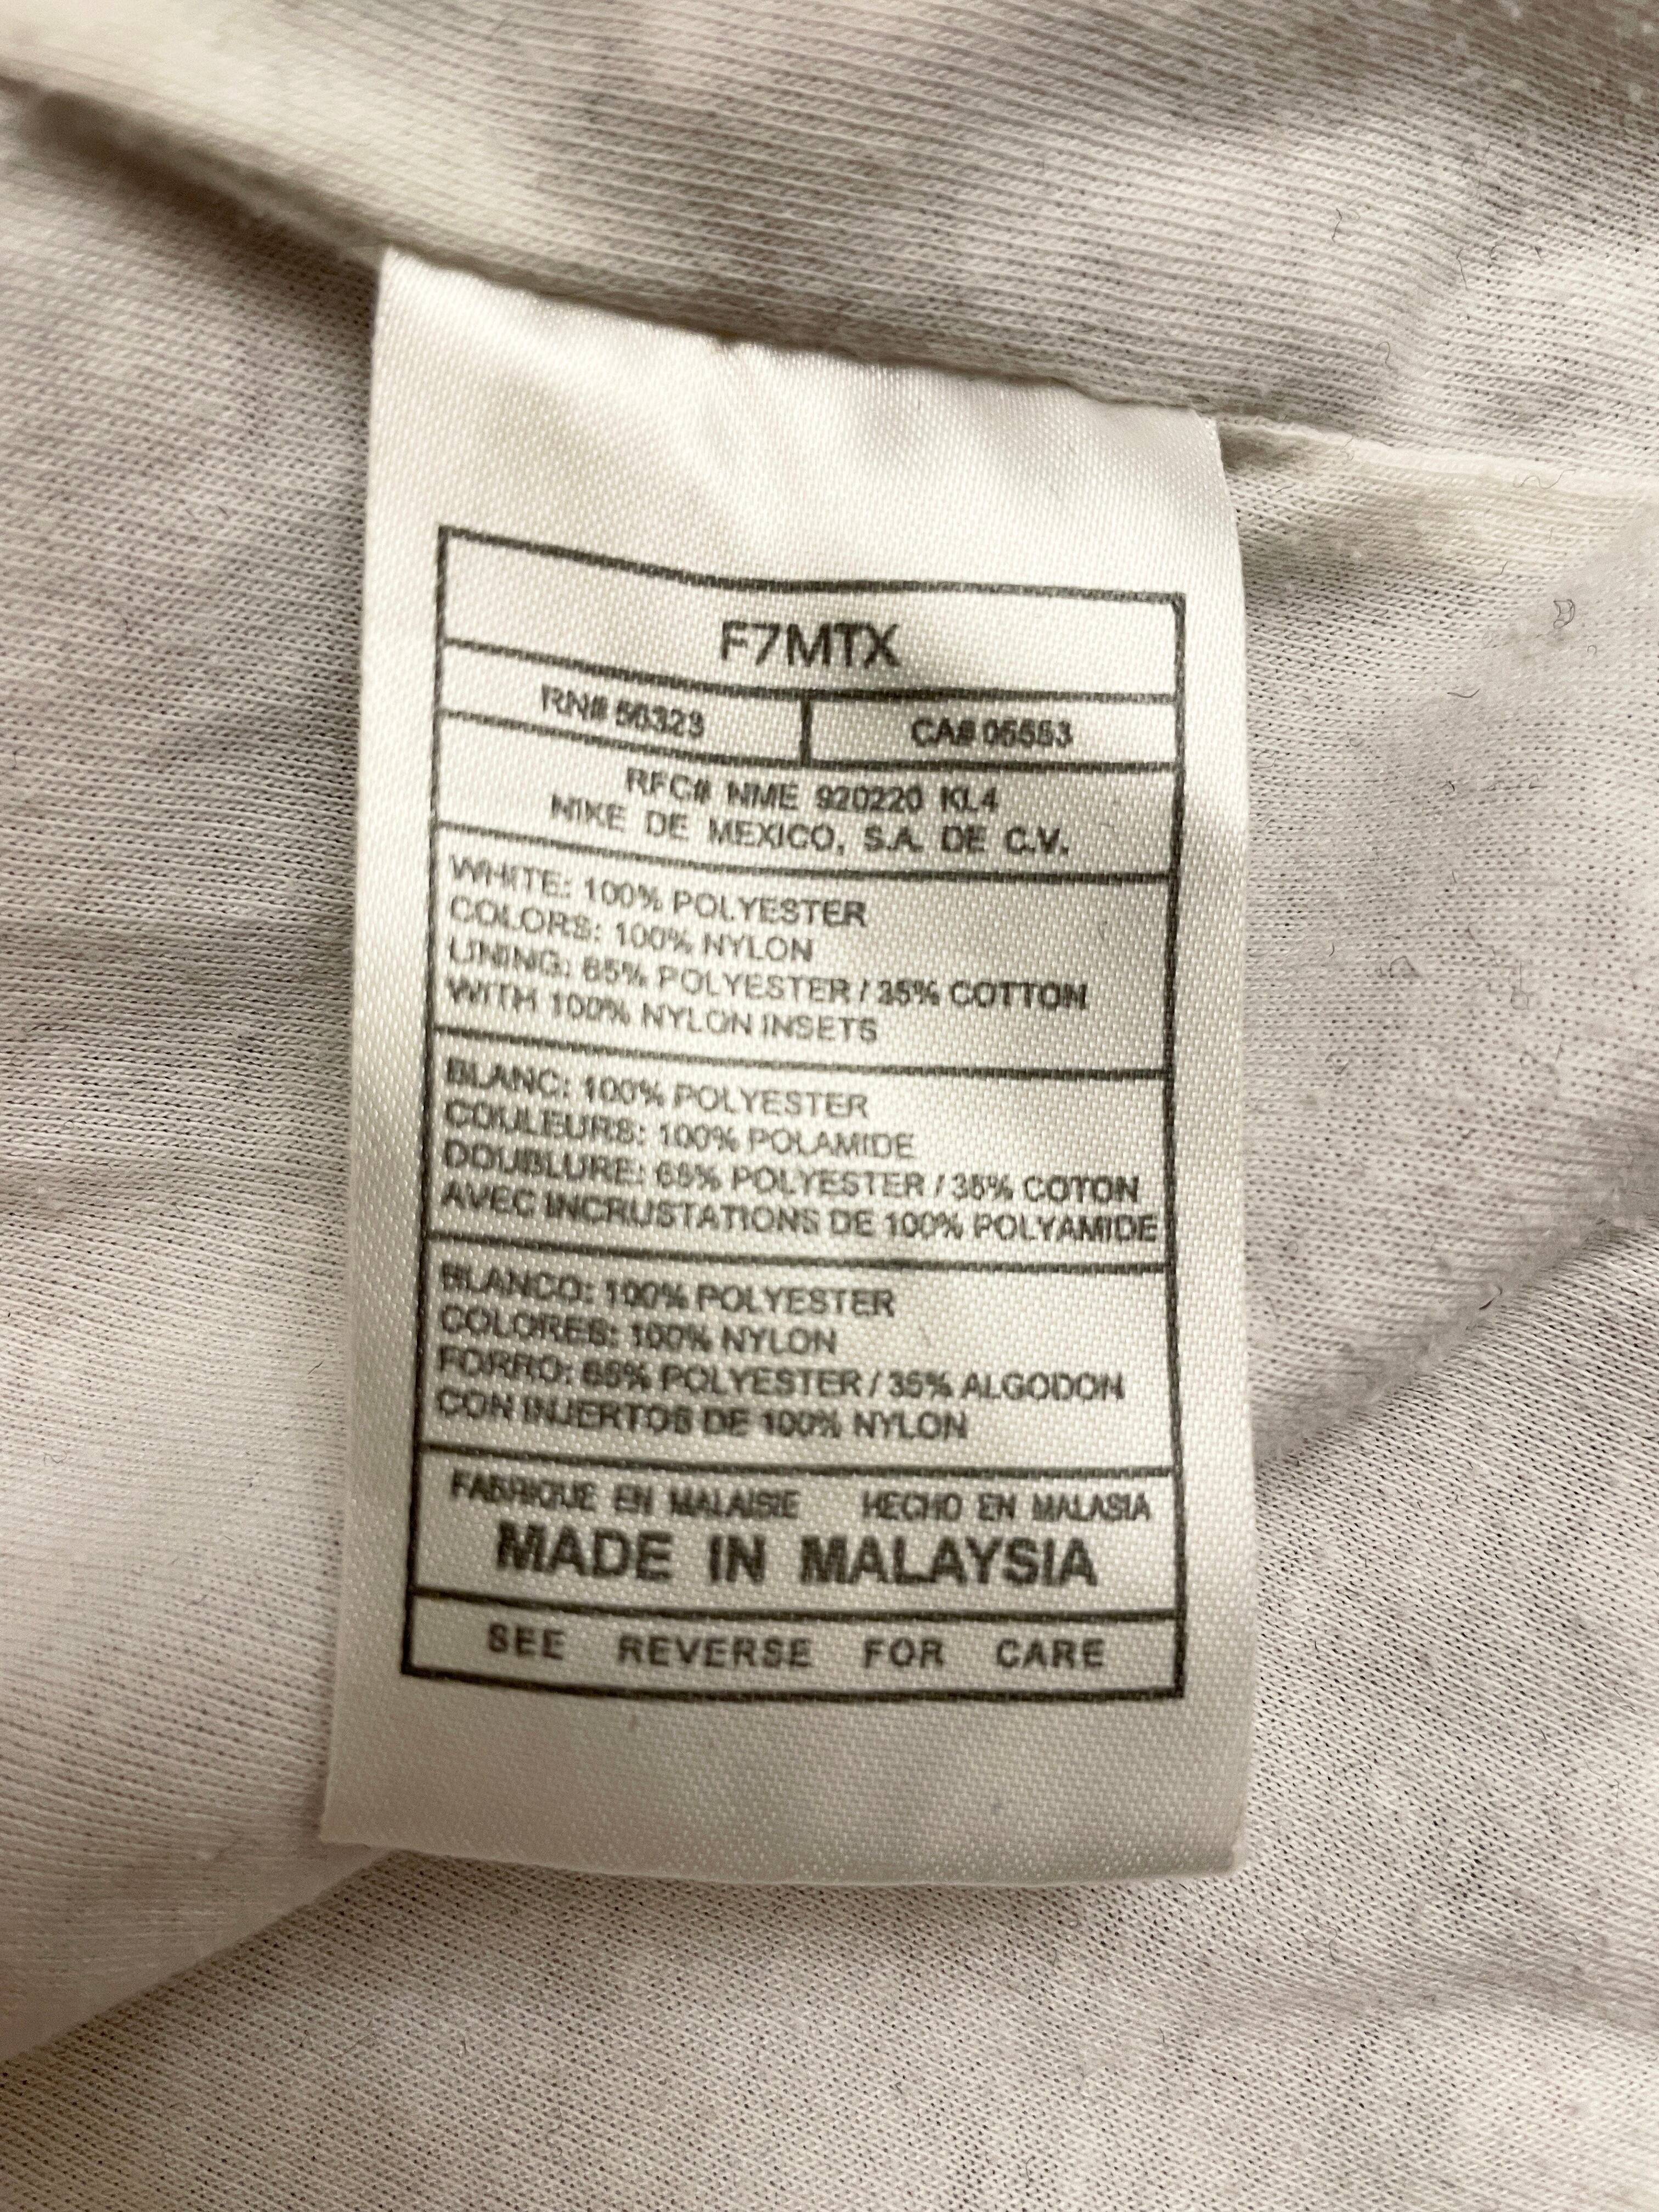 F7MTX
RN# 56323 CA# 05553
RFC# NME 920220 KL4
NIKE DE MEXICO, S.A. DE C.V.
WHITE: 100% POLYESTER
COLORS: 100% NYLON
LINING: 65% POLYESTER / 35% COTTON
WITH 100% NYLON INSETS
BLANC: 100% POLYESTER
COULEURS: 100% POLAMIDE
DOUBLURE: 65% POLYESTER / 35% COTON
AVEC INCRUSTATIONS DE 100% POLYAMIDE
BLANCO: 100% POLYESTER
COLORES: 100% NYLON
FORRO: 65% POLYESTER / 35% ALGODON
CON INJERTOS DE 100% NYLON
FABRIQUE EN MALAISIE HECHO EN MALASIA
MADE IN MALAYSIA
SEE REVERSE FOR CARE